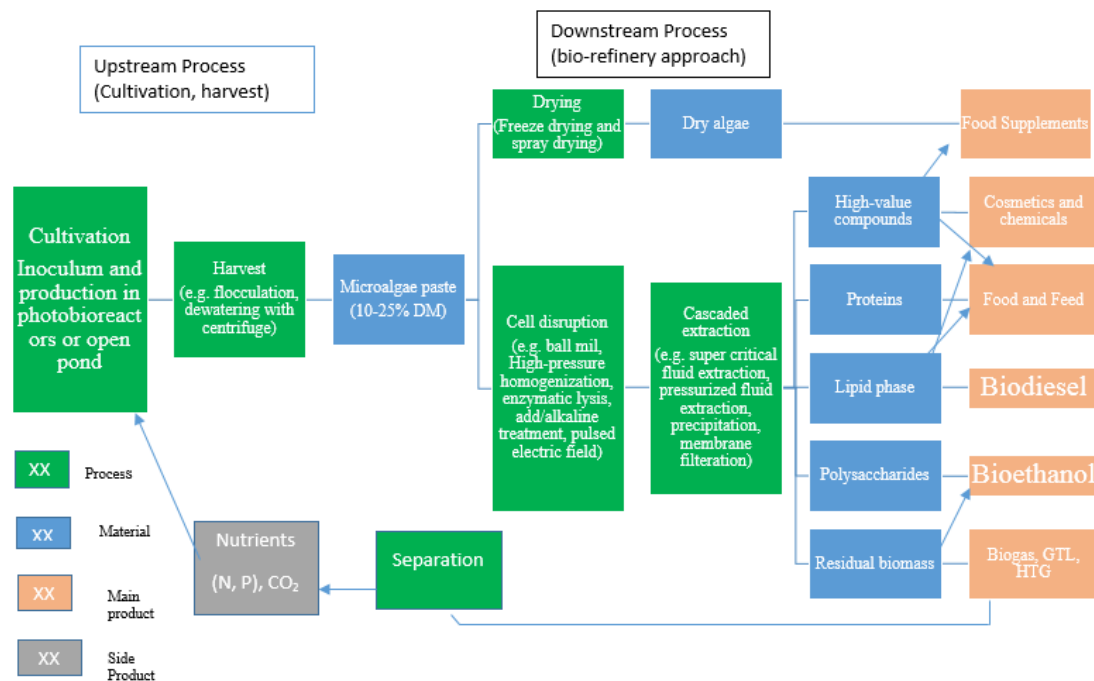 Upstream Process
(Cultivation, harvest)
Downstream Process
(bio-refinery approach)
Drying
(Freeze drying and
spray drying)
Dry algae
Food Supplements
Cultivation
Inoculum and
production in
photobioreact
ors or open
pond
Harvest
(e.g. flocculation,
dewatering with
centrifuge)
Microalgae paste
(10-25% DM)
Cell disruption
(e.g. ball mil,
High-pressure
homogenization,
enzymatic lysis,
add/alkaline
treatment, pulsed
electric field)
Cascaded
extraction
(e.g. super critical
fluid extraction,
pressurized fluid
extraction,
precipitation,
membrane
filteration)
High-value
compounds
Cosmetics and
chemicals
Proteins
Food and Feed
Lipid phase
Biodiesel
Polysaccharides
Bioethanol
Residual biomass
Biogas, GTL,
HTG
Separation
Nutrients
(N, P), CO₂
XX
Process
XX
Material
XX
Main
product
XX
Side
Product